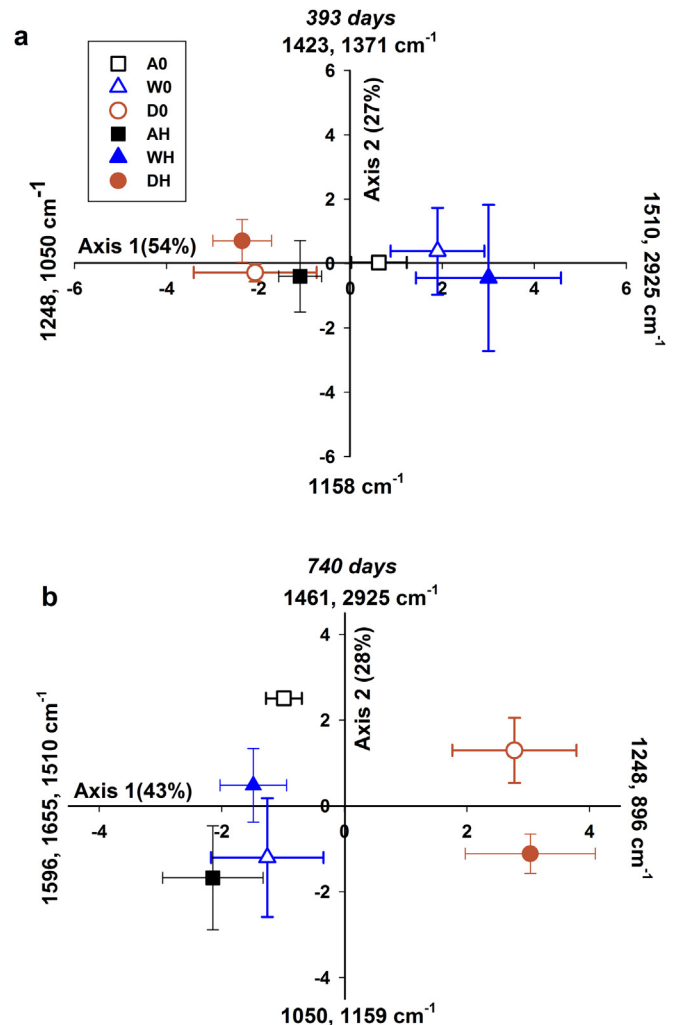 a
393 days
1423, 1371 cm⁻¹
A0
W0
D0
AH
WH
DH
Axis 2 (27%)
Axis 1(54%)
1248, 1050 cm⁻¹
1510, 2925 cm⁻¹
6
4
2
0
-6
-4
-2
0
2
4
6
-2
-4
-6
1158 cm⁻¹
b
740 days
1461, 2925 cm⁻¹
Axis 2 (28%)
Axis 1(43%)
1596, 1655, 1510 cm⁻¹
1248, 896 cm⁻¹
4
2
0
-4
-2
0
2
4
-2
-4
1050, 1159 cm⁻¹